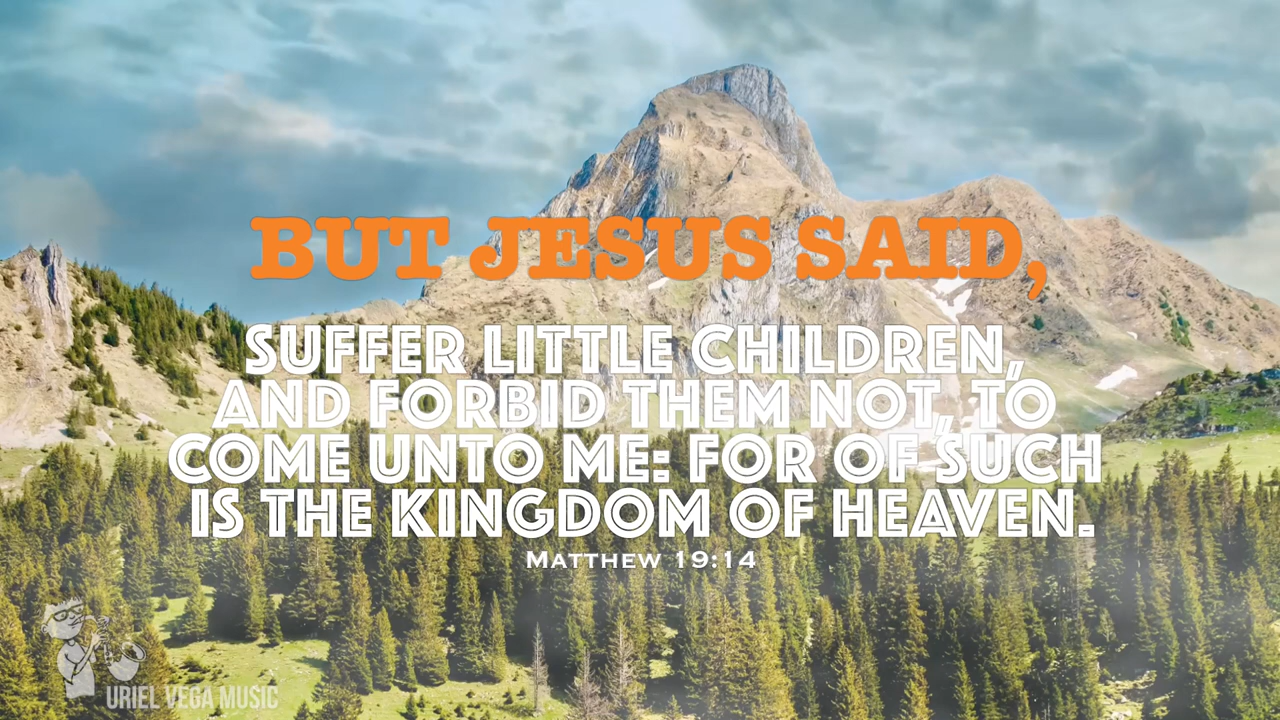 BUT JESUS SAID,
SUFFER LITTLE CHILDREN,
AND FORBID THEM NOT, TO
COME UNTO ME: FOR OF SUCH
IS THE KINGDOM OF HEAVEN.
MATTHEW 19:14
URIEL VEGA MUSIC